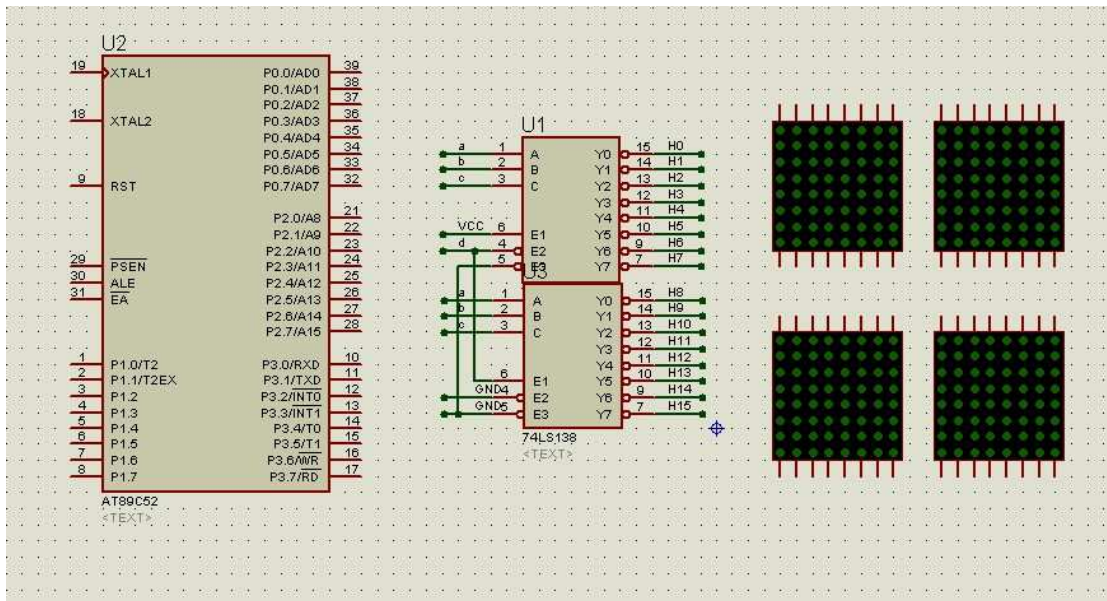 U2
19 XTAL1
18 XTAL2
9 RST
29 PSEN
30 ALE
31 EA
1 P1.0/T2
2 P1.1/T2EX
3 P1.2
4 P1.3
5 P1.4
6 P1.5
7 P1.6
8 P1.7
P0.0/AD0 39
P0.1/AD1 38
P0.2/AD2 37
P0.3/AD3 36
P0.4/AD4 35
P0.5/AD5 34
P0.6/AD6 33
P0.7/AD7 32
P2.0/A8 21
P2.1/A9 22
P2.2/A10 23
P2.3/A11 24
P2.4/A12 25
P2.5/A13 26
P2.6/A14 27
P2.7/A15 28
P3.0/RXD 10
P3.1/TXD 11
P3.2/INT0 12
P3.3/INT1 13
P3.4/T0 14
P3.5/T1 15
P3.6/WR 16
P3.7/RD 17
AT89C52
<TEXT>
U1
a 1 A Y0 15 H0
b 2 B Y1 14 H1
c 3 C Y2 13 H2
Y3 12 H3
Y4 11 H4
VCC 6 E1 Y5 10 H5
d 4 E2 Y6 9 H6
5 E3 Y7 7 H7
U3
a 1 A Y0 15 H8
b 2 B Y1 14 H9
c 3 C Y2 13 H10
Y3 12 H11
Y4 11 H12
6 E1 Y5 10 H13
GND 4 E2 Y6 9 H14
GND 5 E3 Y7 7 H15
74LS138
<TEXT>